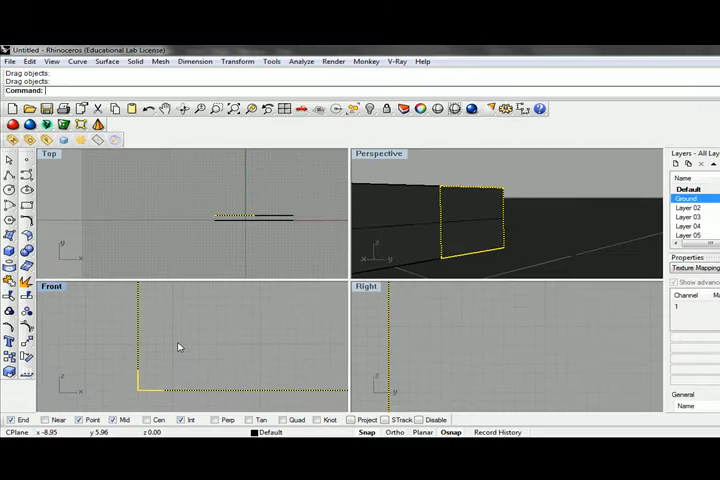 Untitled - Rhinoceros (Educational Lab License)
File Edit View Curve Surface Solid Mesh Dimension Transform Tools Analyze Render Monkey V-Ray Help
Drag objects:
Drag objects:
Command:
Top
Perspective
Layers - All Lay
Name
Default
Ground
Layer 02
Layer 03
Layer 04
Layer 05
y
x
z
y
Properties
Texture Mapping
Show advanc
Channel Ma
1
Front
Right
z
x
z
y
General
Name
End Near Point Mid Cen Int Perp Tan Quad Knot Project STrack Disable
CPlane x -8.95 y 5.96 z 0.00 Default Snap Ortho Planar Osnap Record History